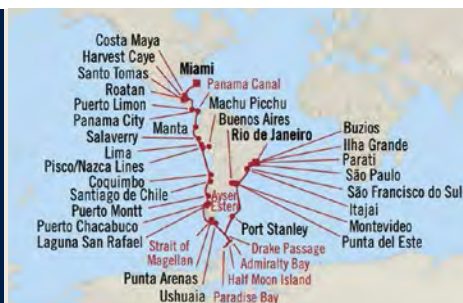 Costa Maya
Harvest Caye
Santo Tomas
Roatan
Puerto Limon
Panama City
Manta
Salaverry
Lima
Pisco/Nazca Lines
Coquimbo
Santiago de Chile
Puerto Montt
Puerto Chacabuco
Laguna San Rafael
Strait of
Magellan
Punta Arenas
Ushuaia
Miami
Panama Canal
Machu Picchu
Buenos Aires
Rio de Janeiro
Aysen
Estero
Port Stanley
Drake Passage
Admiralty Bay
Half Moon Island
Paradise Bay
Buzios
Ilha Grande
Parati
São Paulo
São Francisco do Sul
Itajai
Montevideo
Punta del Este